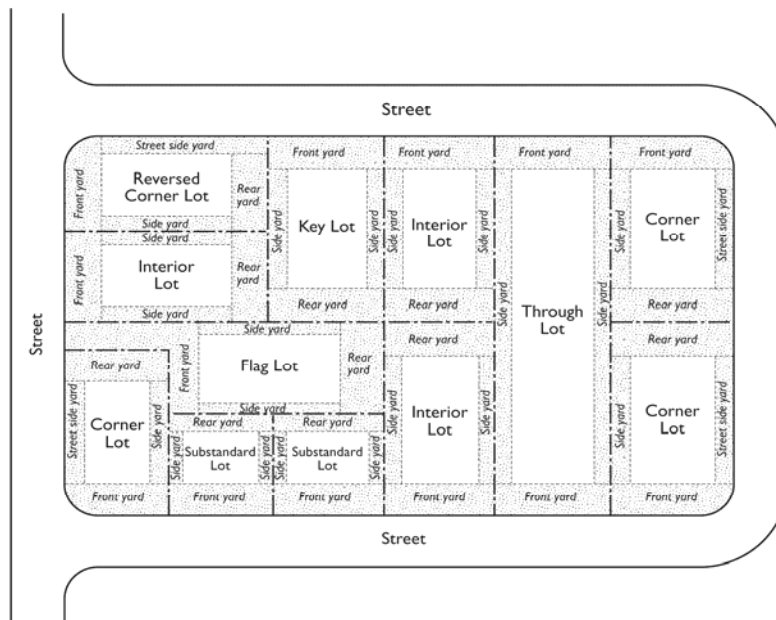 Street
Street side yard
Front yard
Reversed
Corner Lot
Rear
yard
Side yard
Side yard
Front yard
Interior
Lot
Rear
yard
Side yard
Front yard
Side yard
Key Lot
Side yard
Rear yard
Front yard
Side yard
Interior
Lot
Side yard
Rear yard
Front yard
Side yard
Through
Lot
Side yard
Front yard
Side yard
Corner
Lot
Street side yard
Rear yard
Street
Rear yard
Street side yard
Corner
Lot
Side yard
Front yard
Side yard
Front yard
Flag Lot
Rear
yard
Side yard
Rear yard
Side yard
Substandard
Lot
Side yard
Front yard
Rear yard
Side yard
Substandard
Lot
Side yard
Front yard
Rear yard
Side yard
Interior
Lot
Side yard
Front yard
Front yard
Rear yard
Side yard
Corner
Lot
Street side yard
Front yard
Street